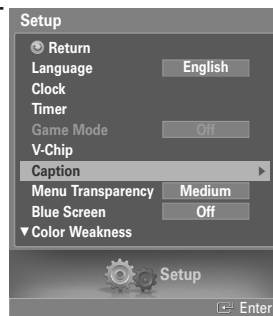 Setup
Return
Language English
Clock
Timer
Game Mode Off
V-Chip
Caption
Menu Transparency Medium
Blue Screen Off
Color Weakness
Setup
Enter